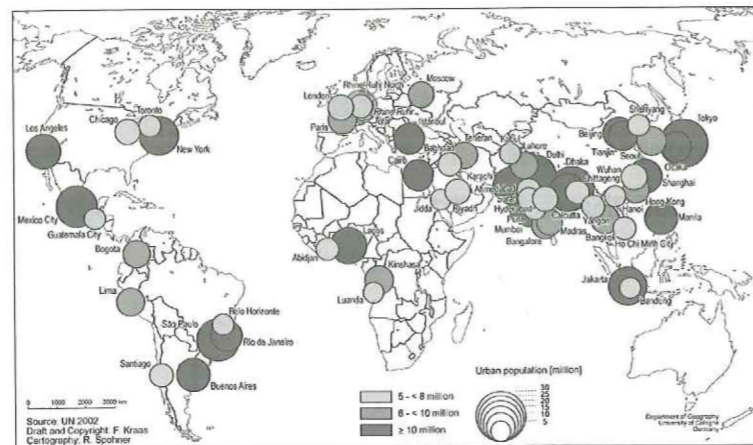 Moscow
Rhine-Ruhr North
London
Toronto
Chicago
Paris
Istanbul
Shenyang
Tokyo
Los Angeles
New York
Teheran
Lahore
Beijing
Baghdad
Delhi
Tianjin
Seoul
Cairo
Dhaka
Karachi
Chittagong
Wuhan
Osaka
Shanghai
Mexico City
Jidda
Riyadh
Hyderabad
Calcutta
Hanoi
Hong Kong
Guatemala City
Yangon
Manila
Mumbai
Madras
Bangkok
Bangalore
Ho Chi Minh City
Bogota
Lagos
Abidjan
Kinshasa
Lima
Luanda
Jakarta
Bandung
Belo Horizonte
São Paulo
Rio de Janeiro
Santiago
Buenos Aires
Urban population [million]
30
25
20
15
10
5
5 - < 8 million
8 - < 10 million
≥ 10 million
0 1000 2000 3000 km
Source: UN 2002
Draft and Copyright: F. Kraas
Cartography: R. Spohner
Department of Geography
University of Cologne
Germany